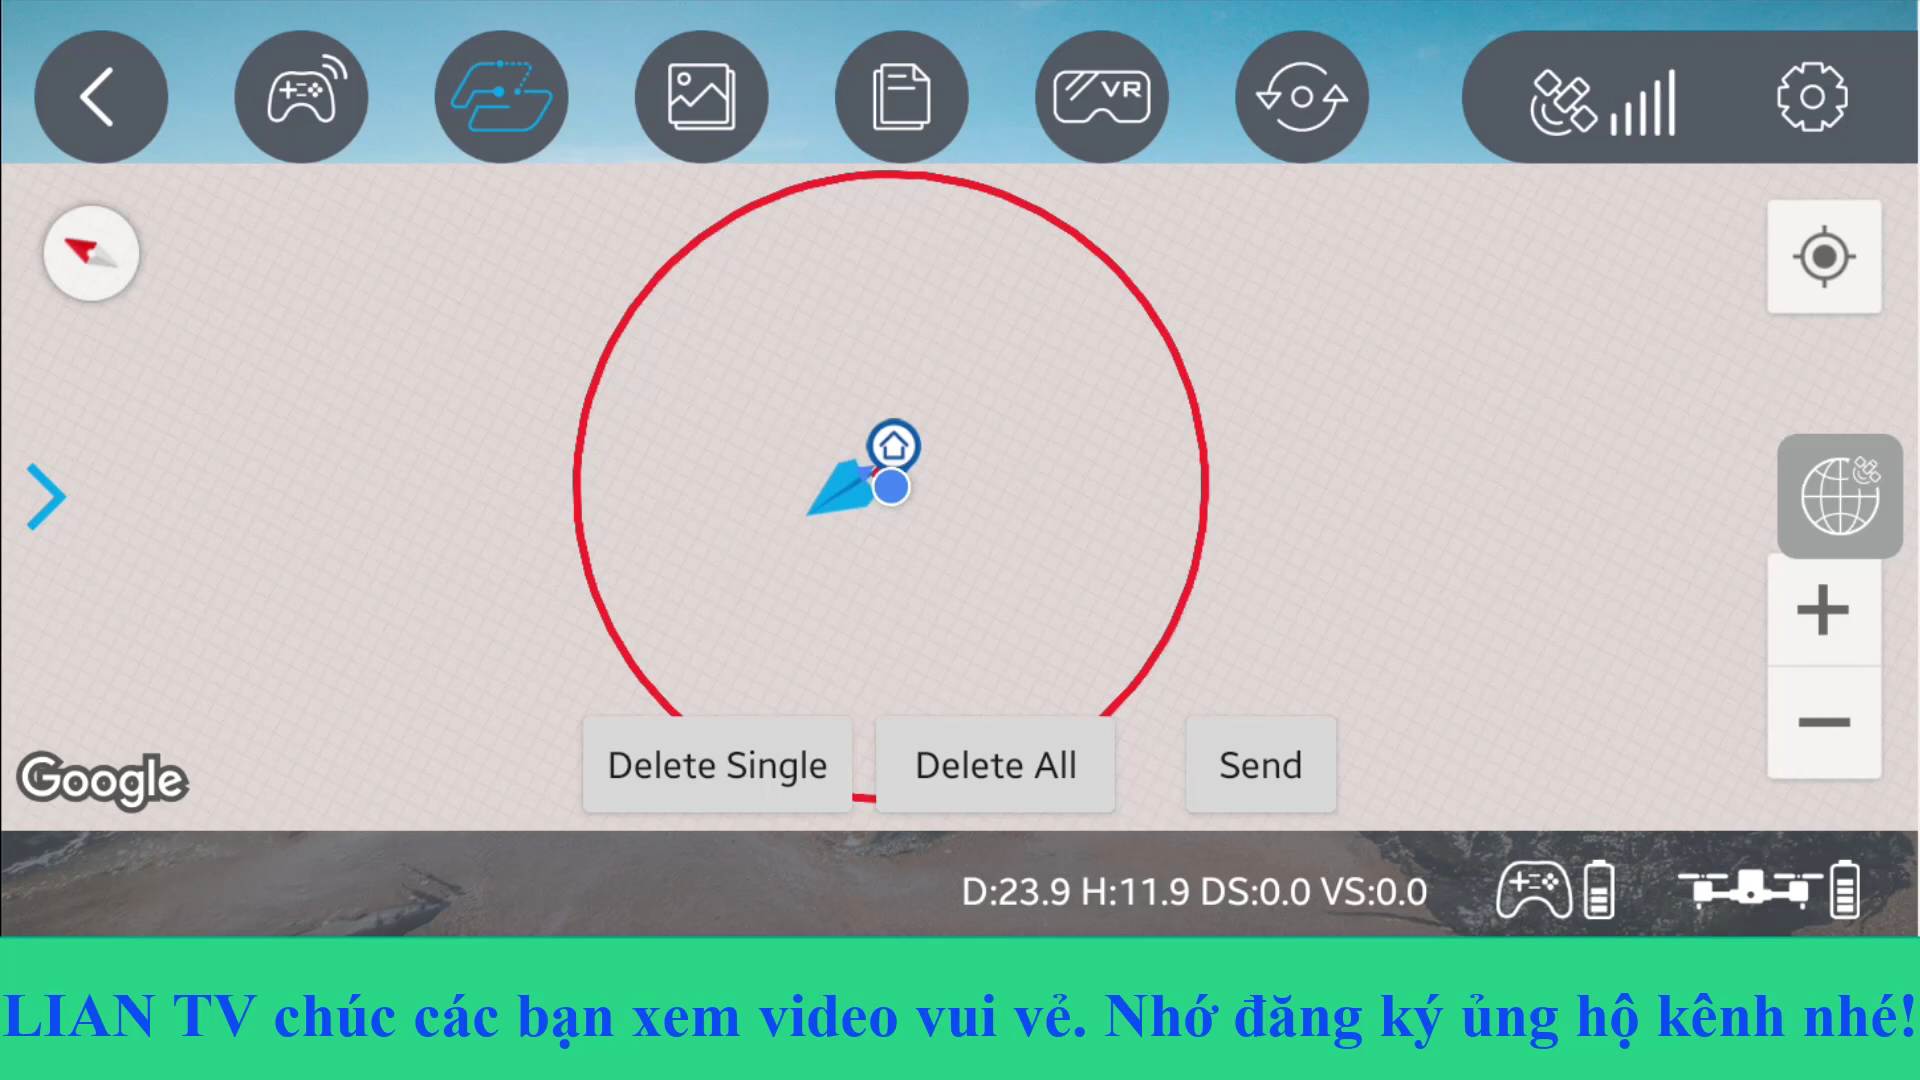 VR
Google
Delete Single
Delete All
Send
D:23.9 H:11.9 DS:0.0 VS:0.0
LIAN TV chúc các bạn xem video vui vẻ. Nhớ đăng ký ủng hộ kênh nhé!